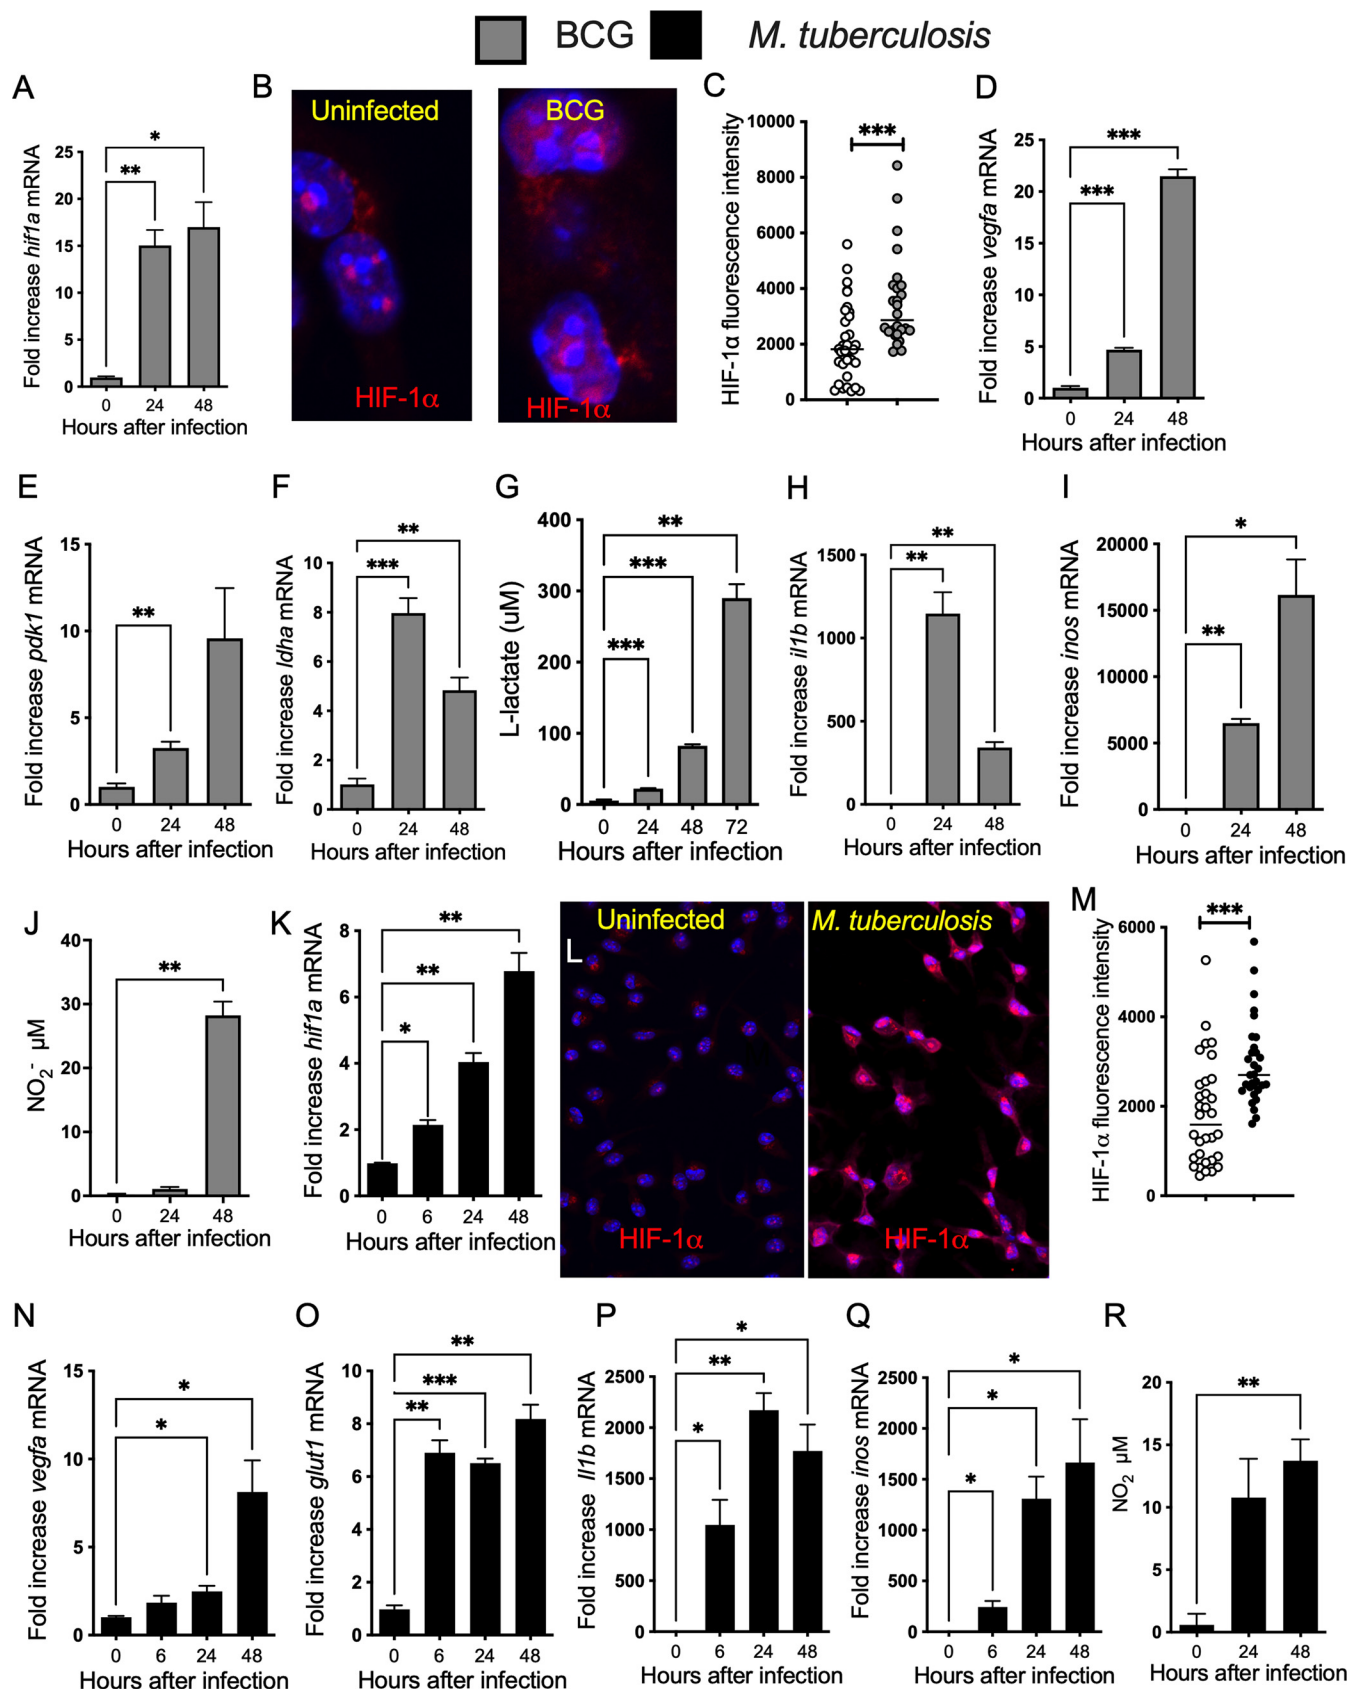 BCG M. tuberculosis
A
Fold increase hif1a mRNA
25
20
15
10
5
0
*
**
0 24 48
Hours after infection
B
Uninfected
HIF-1α
BCG
HIF-1α
C
HIF-1α fluorescence intensity
10000
8000
6000
4000
2000
0
***
D
Fold increase vegfa mRNA
25
20
15
10
5
0
***
***
0 24 48
Hours after infection
E
Fold increase pdk1 mRNA
15
10
5
0
**
0 24 48
Hours after infection
F
Fold increase ldha mRNA
10
8
6
4
2
0
**
***
0 24 48
Hours after infection
G
L-lactate (uM)
400
300
200
100
0
**
***
***
0 24 48 72
Hours after infection
H
Fold increase il1b mRNA
1500
1000
500
0
**
**
0 24 48
Hours after infection
I
Fold increase inos mRNA
20000
15000
10000
5000
0
*
**
0 24 48
Hours after infection
J
NO2- µM
40
30
20
10
0
**
0 24 48
Hours after infection
K
Fold increase hif1a mRNA
8
6
4
2
0
**
**
*
0 6 24 48
Hours after infection
Uninfected
HIF-1α
M. tuberculosis
HIF-1α
M
HIF-1α fluorescence intensity
6000
4000
2000
0
***
N
Fold increase vegfa mRNA
15
10
5
0
*
*
0 6 24 48
Hours after infection
O
Fold increase glut1 mRNA
10
8
6
4
2
0
**
***
**
0 6 24 48
Hours after infection
P
Fold increase Il1b mRNA
2500
2000
1500
1000
500
0
*
**
*
0 6 24 48
Hours after infection
Q
Fold increase inos mRNA
2500
2000
1500
1000
500
0
*
*
*
0 6 24 48
Hours after infection
R
NO2 µM
20
15
10
5
0
**
0 24 48
Hours after infection